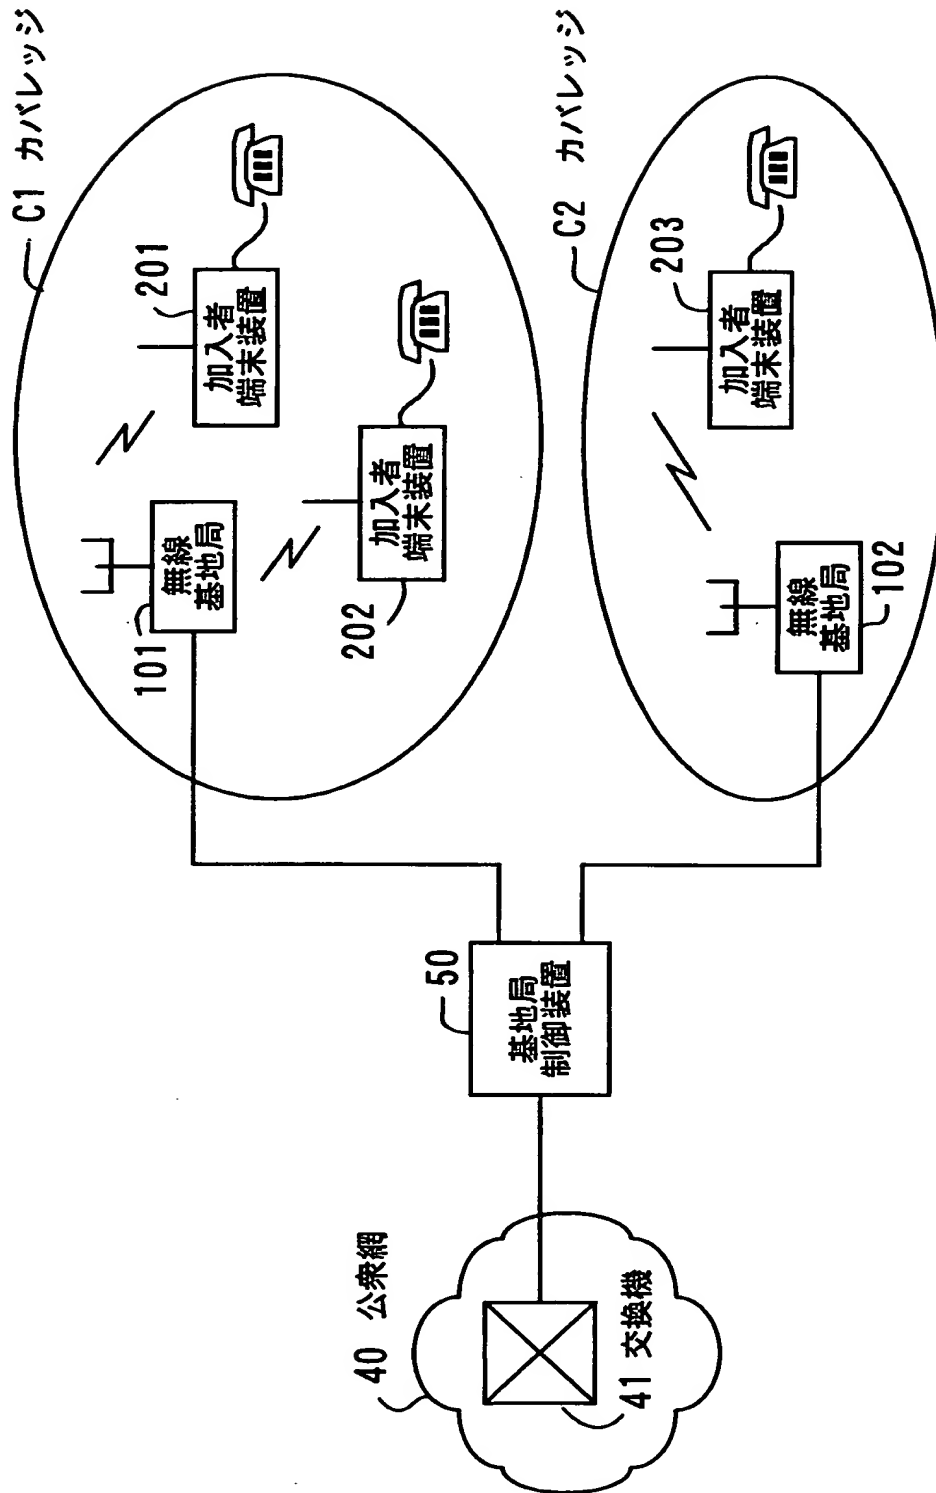 C1 カバレッジ
201
加入者
端末装置
無線
基地局
101
加入者
端末装置
202
C2 カバレッジ
203
加入者
端末装置
無線
基地局
102
50
基地局
制御装置
40 公衆網
41 交換機